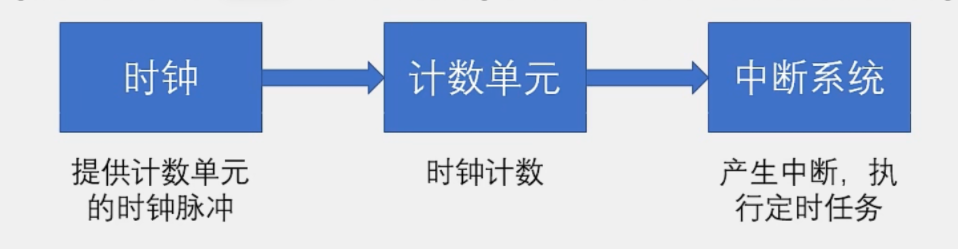 时钟
计数单元
中断系统
提供计数单元
的时钟脉冲
时钟计数
产生中断，执
行定时任务